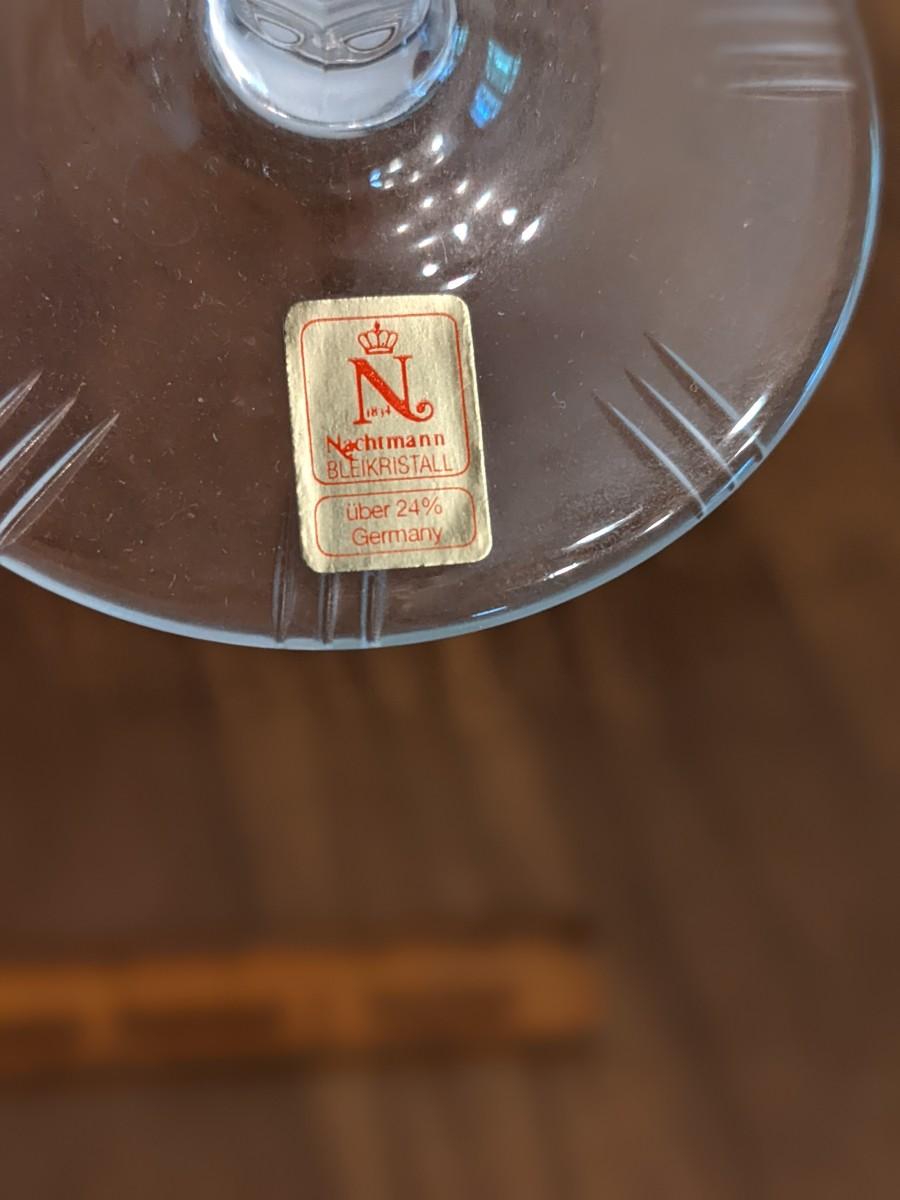 N
1834
Nachtmann
BLEIKRISTALL
über 24%
Germany